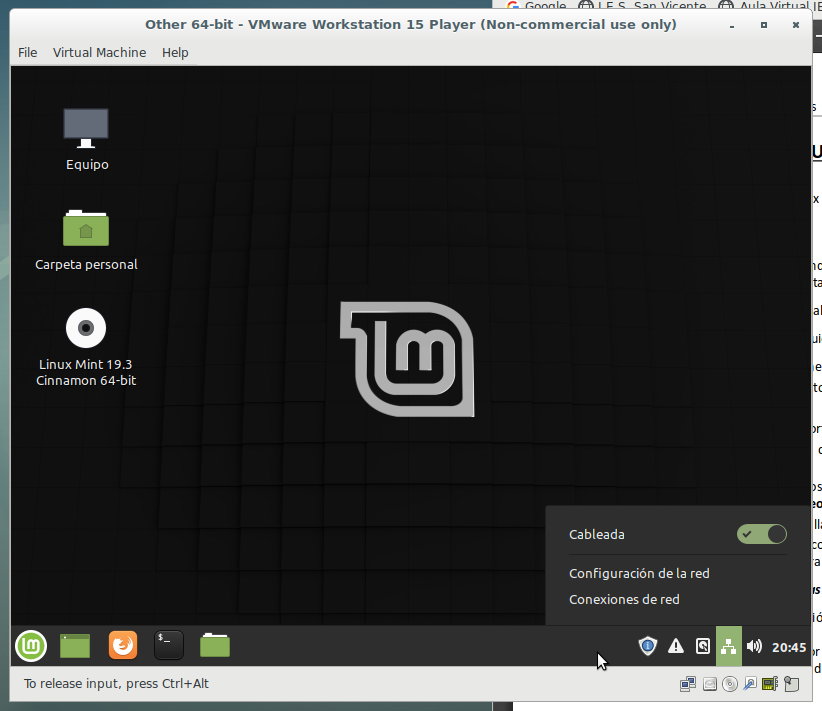 Google I.E.S. San Vicente Aula Virtual IE
Other 64-bit - VMware Workstation 15 Player (Non-commercial use only)
File Virtual Machine Help
Equipo
Carpeta personal
Linux Mint 19.3
Cinnamon 64-bit
lm
Cableada
Configuración de la red
Conexiones de red
20:45
To release input, press Ctrl+Alt